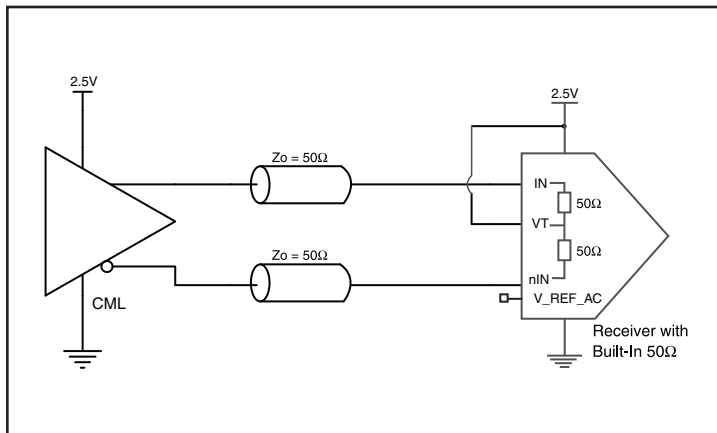 2.5V
2.5V
Zo = 50Ω
IN
50Ω
VT
50Ω
Zo = 50Ω
nIN
V_REF_AC
CML
Receiver with
Built-In 50Ω